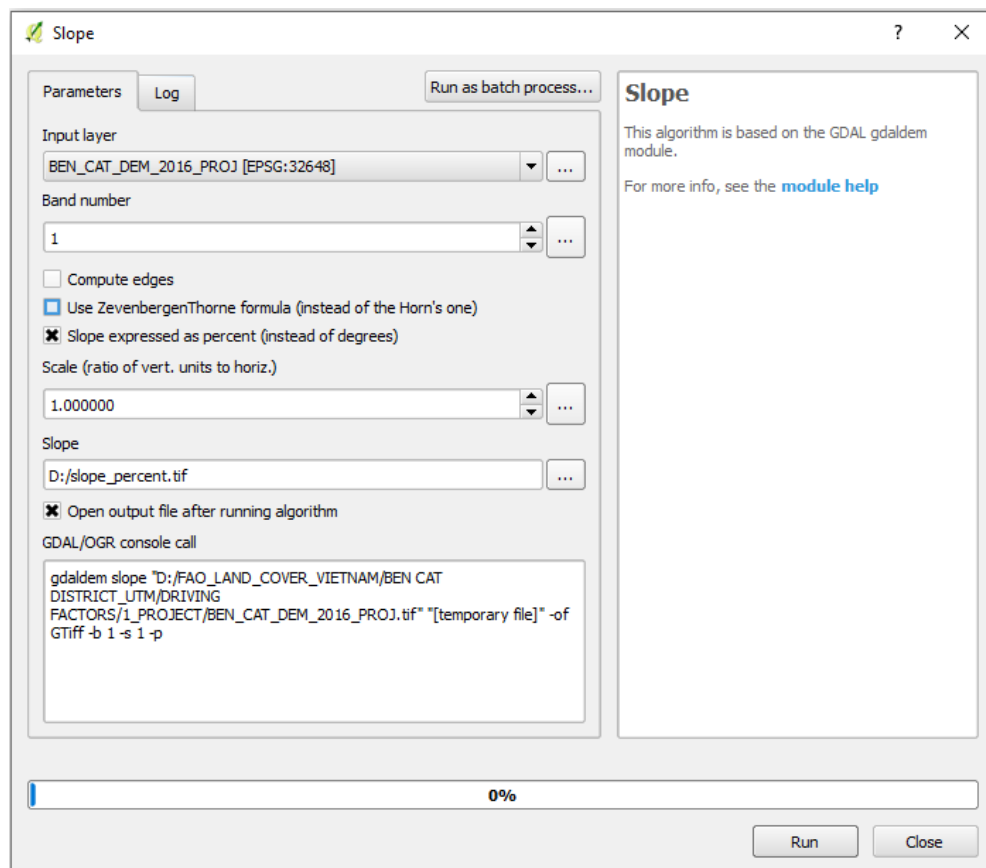 Slope
?
Parameters
Log
Run as batch process...
Input layer
BEN_CAT_DEM_2016_PROJ [EPSG:32648]
...
Band number
1
...
Compute edges
Use ZevenbergenThorne formula (instead of the Horn's one)
Slope expressed as percent (instead of degrees)
Scale (ratio of vert. units to horiz.)
1.000000
...
Slope
D:/slope_percent.tif
...
Open output file after running algorithm
GDAL/OGR console call
gdaldem slope "D:/FAO_LAND_COVER_VIETNAM/BEN CAT
DISTRICT_UTM/DRIVING
FACTORS/1_PROJECT/BEN_CAT_DEM_2016_PROJ.tif" "[temporary file]" -of
GTiff -b 1 -s 1 -p
Slope
This algorithm is based on the GDAL gdaldem
module.
For more info, see the module help
0%
Run
Close